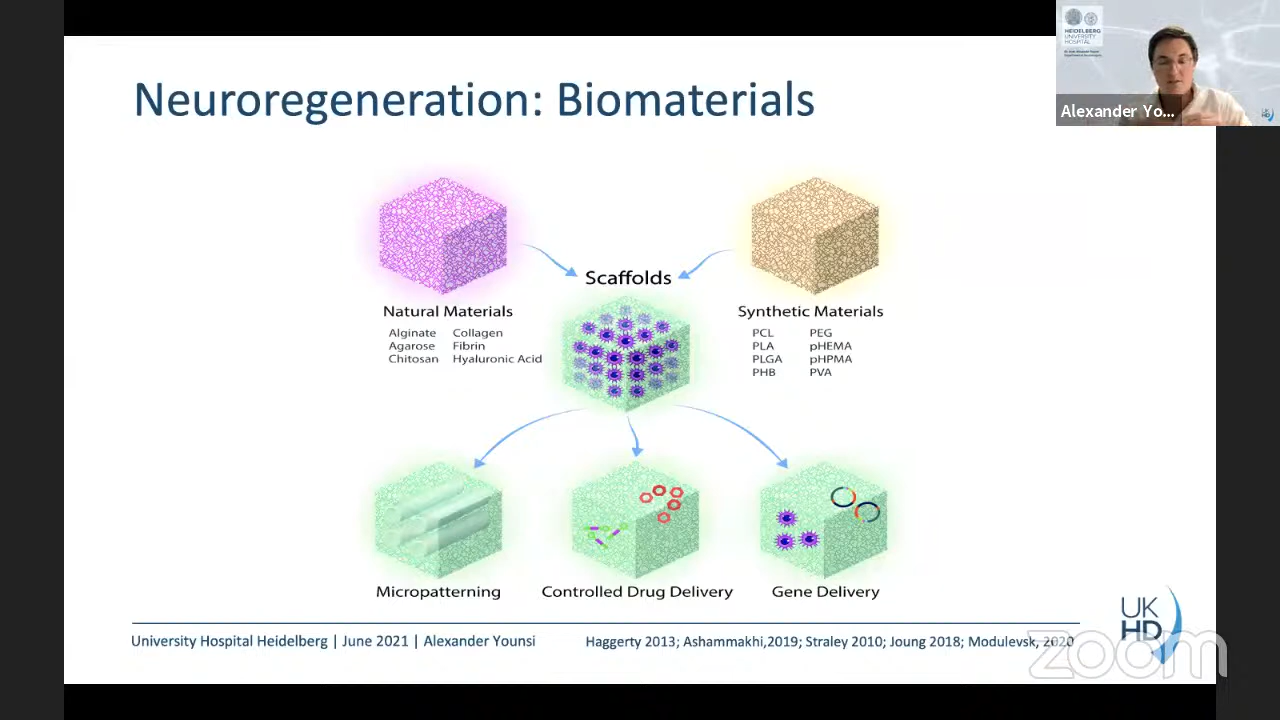 Neuroregeneration: Biomaterials
HEIDELBERG
UNIVERSITY
HOSPITAL
Alexander Yo...
Scaffolds
Natural Materials
Alginate Collagen
Agarose Fibrin
Chitosan Hyaluronic Acid
Synthetic Materials
PCL PEG
PLA pHEMA
PLGA pHPMA
PHB PVA
Micropatterning
Controlled Drug Delivery
Gene Delivery
University Hospital Heidelberg | June 2021 | Alexander Younsi
Haggerty 2013; Ashammakhi,2019; Straley 2010; Joung 2018; Modulevsk, 2020
UK
HD
zoom